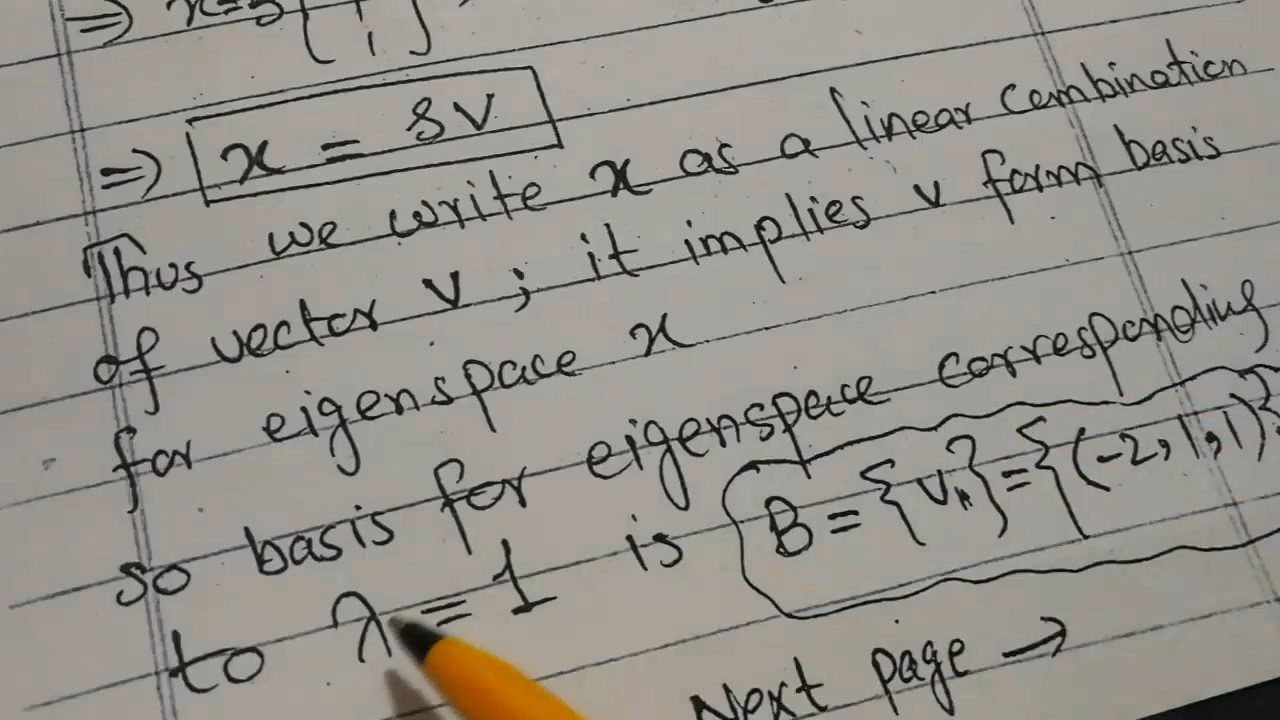 ⇒ x = s
⇒ x = sv
Thus we write x as a linear combination
of vector v ; it implies v form basis
for eigenspace x
so basis for eigenspace corresponding
to λ = 1 is B = {v} = {(-2, 1, 1)}
Next page →